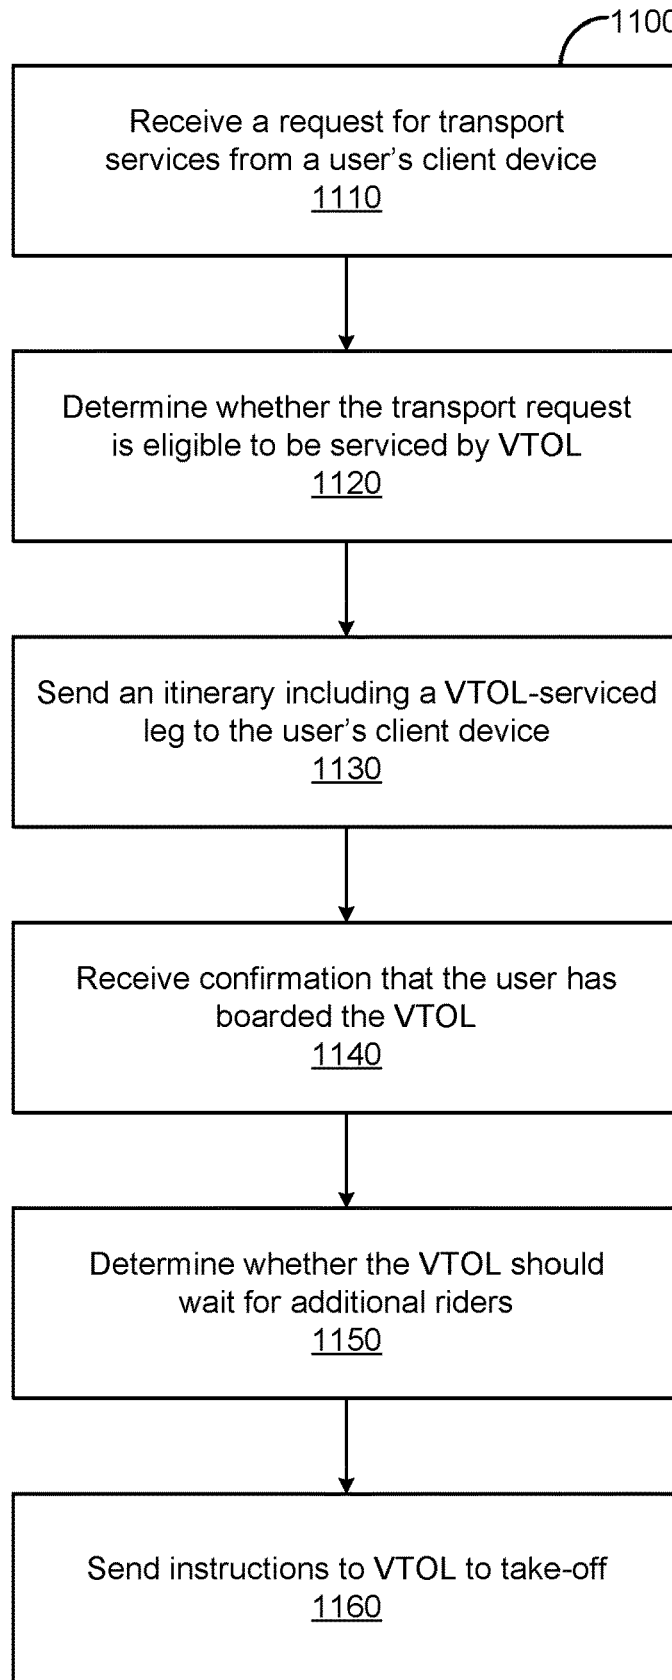 1100
Receive a request for transport
services from a user's client device
1110
Determine whether the transport request
is eligible to be serviced by VTOL
1120
Send an itinerary including a VTOL-serviced
leg to the user's client device
1130
Receive confirmation that the user has
boarded the VTOL
1140
Determine whether the VTOL should
wait for additional riders
1150
Send instructions to VTOL to take-off
1160